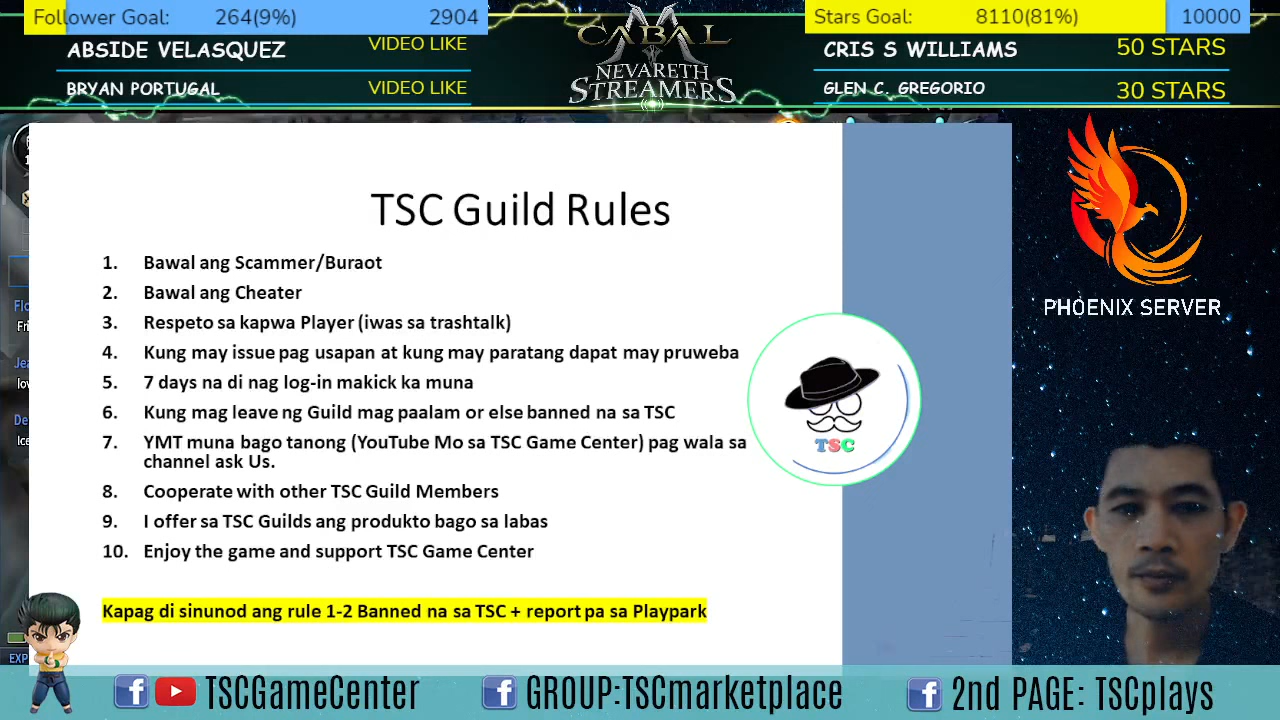 Follower Goal: 264(9%) 2904
Stars Goal: 8110(81%) 10000
ABSIDE VELASQUEZ VIDEO LIKE
BRYAN PORTUGAL VIDEO LIKE
CABAL
NEVARETH
STREAMERS
CRIS S WILLIAMS 50 STARS
GLEN C. GREGORIO 30 STARS
TSC Guild Rules
1. Bawal ang Scammer/Buraot
2. Bawal ang Cheater
3. Respeto sa kapwa Player (iwas sa trashtalk)
4. Kung may issue pag usapan at kung may paratang dapat may pruweba
5. 7 days na di nag log-in makick ka muna
6. Kung mag leave ng Guild mag paalam or else banned na sa TSC
7. YMT muna bago tanong (YouTube Mo sa TSC Game Center) pag wala sa
channel ask Us.
8. Cooperate with other TSC Guild Members
9. I offer sa TSC Guilds ang produkto bago sa labas
10. Enjoy the game and support TSC Game Center
Kapag di sinunod ang rule 1-2 Banned na sa TSC + report pa sa Playpark
TSC
PHOENIX SERVER
EXP
TSCGameCenter
GROUP:TSCmarketplace
2nd PAGE: TSCplays